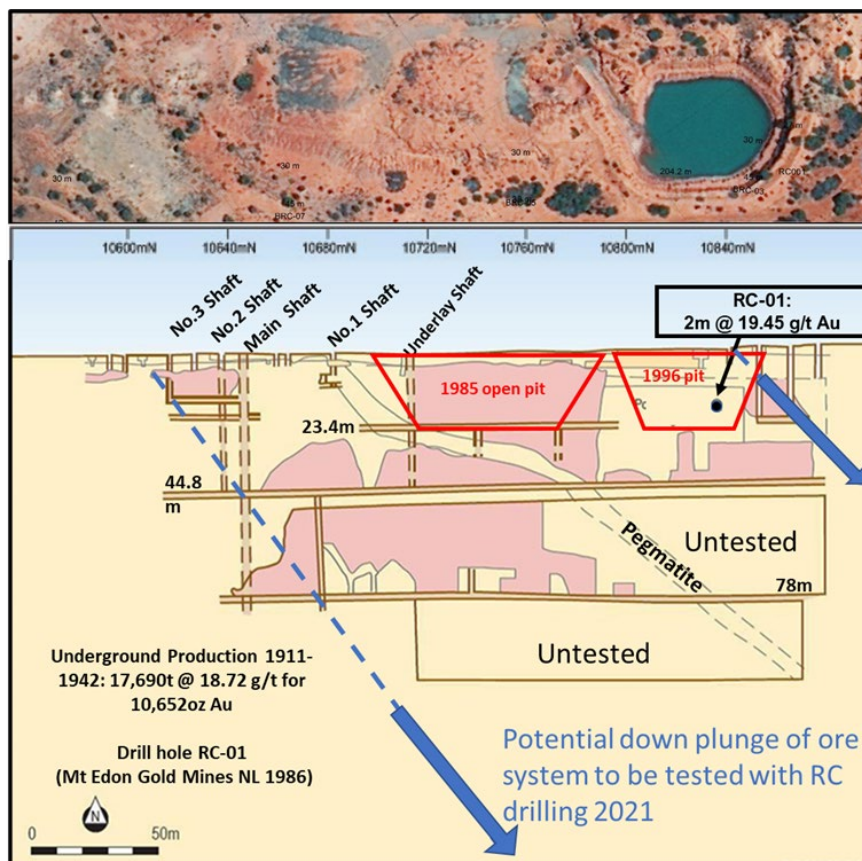 30 m
30 m
30 m
30 m
204.2 m
RC001
BRC-03
BRC-05
45 m
BRC-07
10600mN
10640mN
10680mN
10720mN
10760mN
10800mN
10840mN
No.3 Shaft
No.2 Shaft
Main Shaft
No.1 Shaft
Underlay Shaft
RC-01:
2m @ 19.45 g/t Au
1985 open pit
1996 pit
23.4m
44.8
m
Pegmatite
Untested
78m
Untested
Underground Production 1911-
1942: 17,690t @ 18.72 g/t for
10,652oz Au
Drill hole RC-01
(Mt Edon Gold Mines NL 1986)
Potential down plunge of ore
system to be tested with RC
drilling 2021
N
0
50m